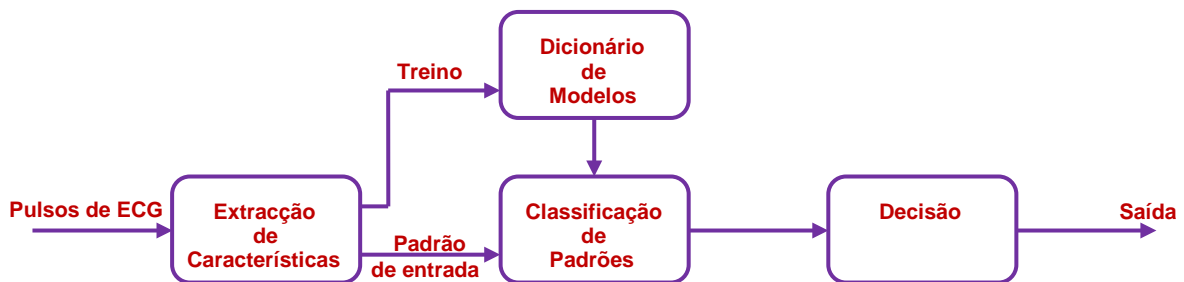 Dicionário
de
Modelos
Treino
Pulsos de ECG
Extracção
de
Características
Padrão
de entrada
Classificação
de
Padrões
Decisão
Saída